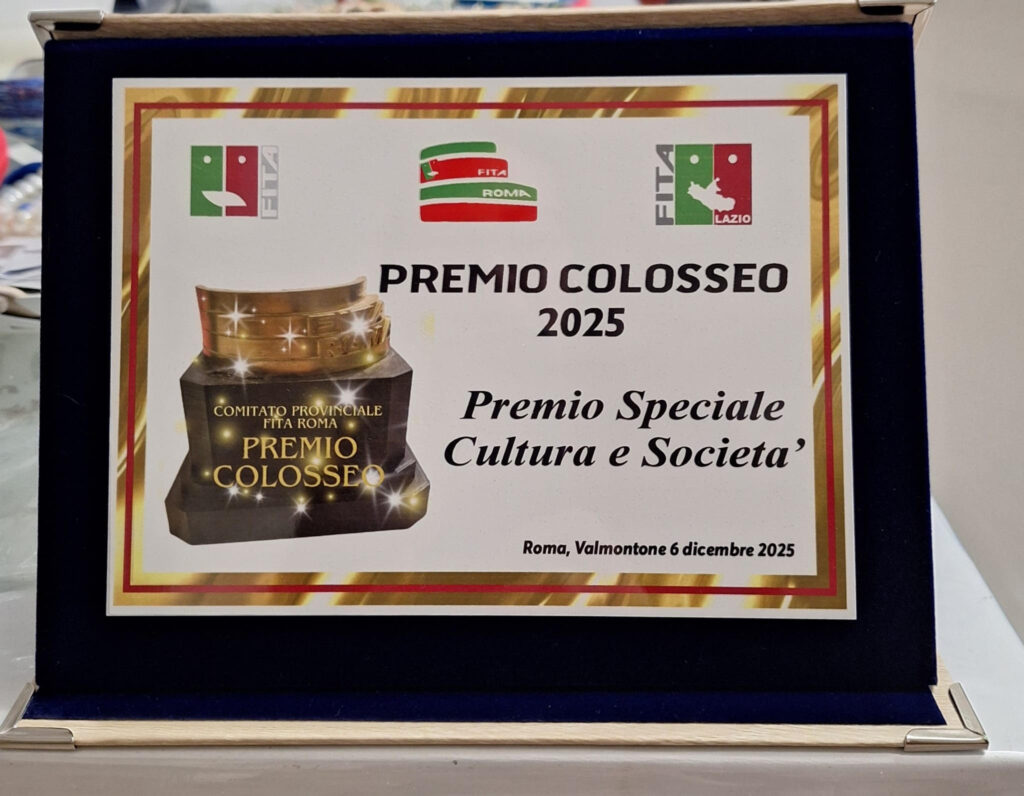 FITA
FITA
ROMA
FITA
LAZIO
PREMIO COLOSSEO
2025
COMITATO PROVINCIALE
FITA ROMA
PREMIO
COLOSSEO
Premio Speciale
Cultura e Societa’
Roma, Valmontone 6 dicembre 2025